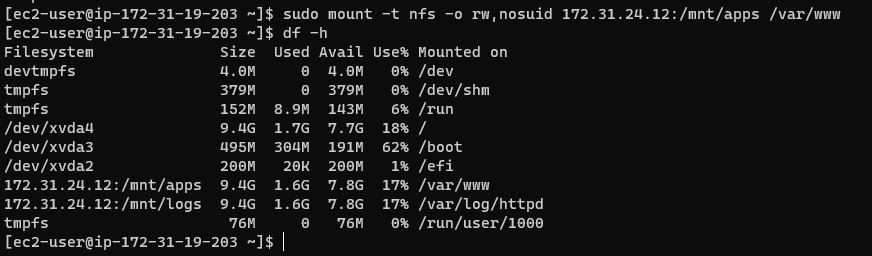 [ec2-user@ip-172-31-19-203 ~]$ sudo mount -t nfs -o rw,nosuid 172.31.24.12:/mnt/apps /var/www
[ec2-user@ip-172-31-19-203 ~]$ df -h
Filesystem               Size  Used Avail Use% Mounted on
devtmpfs                 4.0M     0  4.0M   0% /dev
tmpfs                    379M     0  379M   0% /dev/shm
tmpfs                    152M  8.9M  143M   6% /run
/dev/xvda4               9.4G  1.7G  7.7G  18% /
/dev/xvda3               495M  304M  191M  62% /boot
/dev/xvda2               200M   20K  200M   1% /efi
172.31.24.12:/mnt/apps  9.4G  1.6G  7.8G  17% /var/www
172.31.24.12:/mnt/logs  9.4G  1.6G  7.8G  17% /var/log/httpd
tmpfs                     76M     0   76M   0% /run/user/1000
[ec2-user@ip-172-31-19-203 ~]$